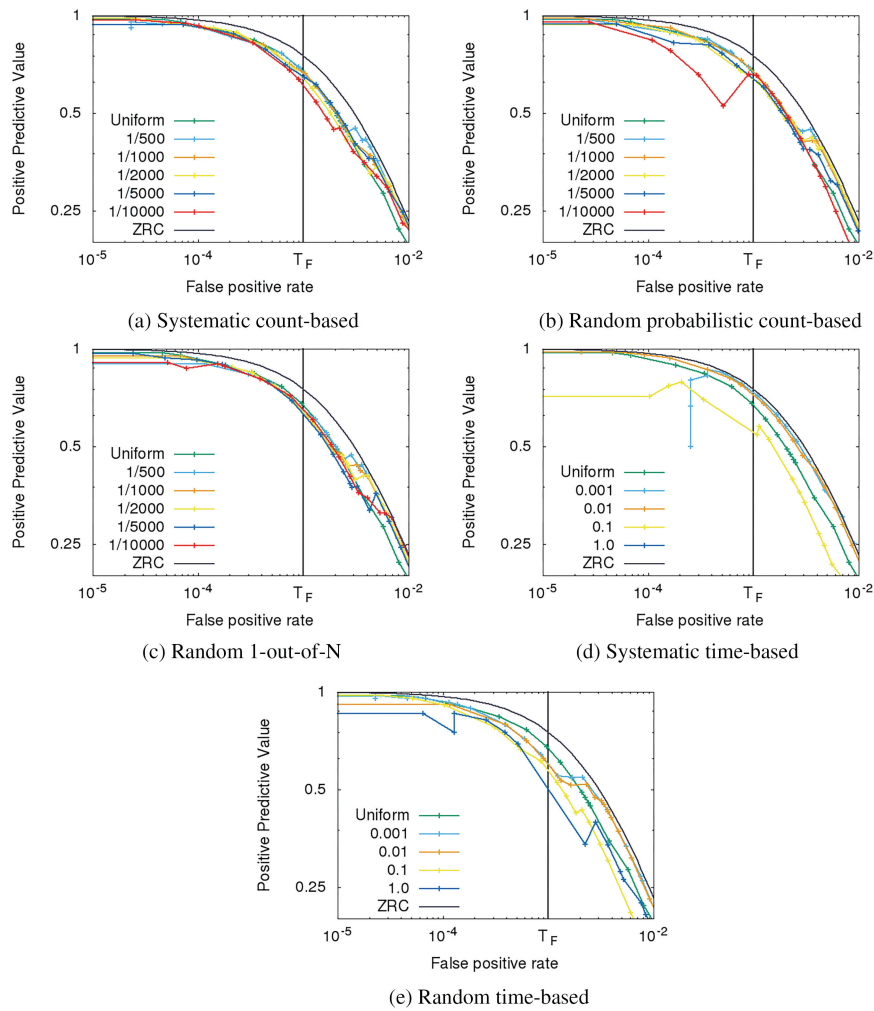 1
0.5
0.25
Positive Predictive Value
Uniform
1/500
1/1000
1/2000
1/5000
1/10000
ZRC
10-5
10-4
TF
10-2
False positive rate
(a) Systematic count-based
1
0.5
0.25
Positive Predictive Value
Uniform
1/500
1/1000
1/2000
1/5000
1/10000
ZRC
10-5
10-4
TF
10-2
False positive rate
(b) Random probabilistic count-based
1
0.5
0.25
Positive Predictive Value
Uniform
1/500
1/1000
1/2000
1/5000
1/10000
ZRC
10-5
10-4
TF
10-2
False positive rate
(c) Random 1-out-of-N
1
0.5
0.25
Positive Predictive Value
Uniform
0.001
0.01
0.1
1.0
ZRC
10-5
10-4
TF
10-2
False positive rate
(d) Systematic time-based
1
0.5
0.25
Positive Predictive Value
Uniform
0.001
0.01
0.1
1.0
ZRC
10-5
10-4
TF
10-2
False positive rate
(e) Random time-based